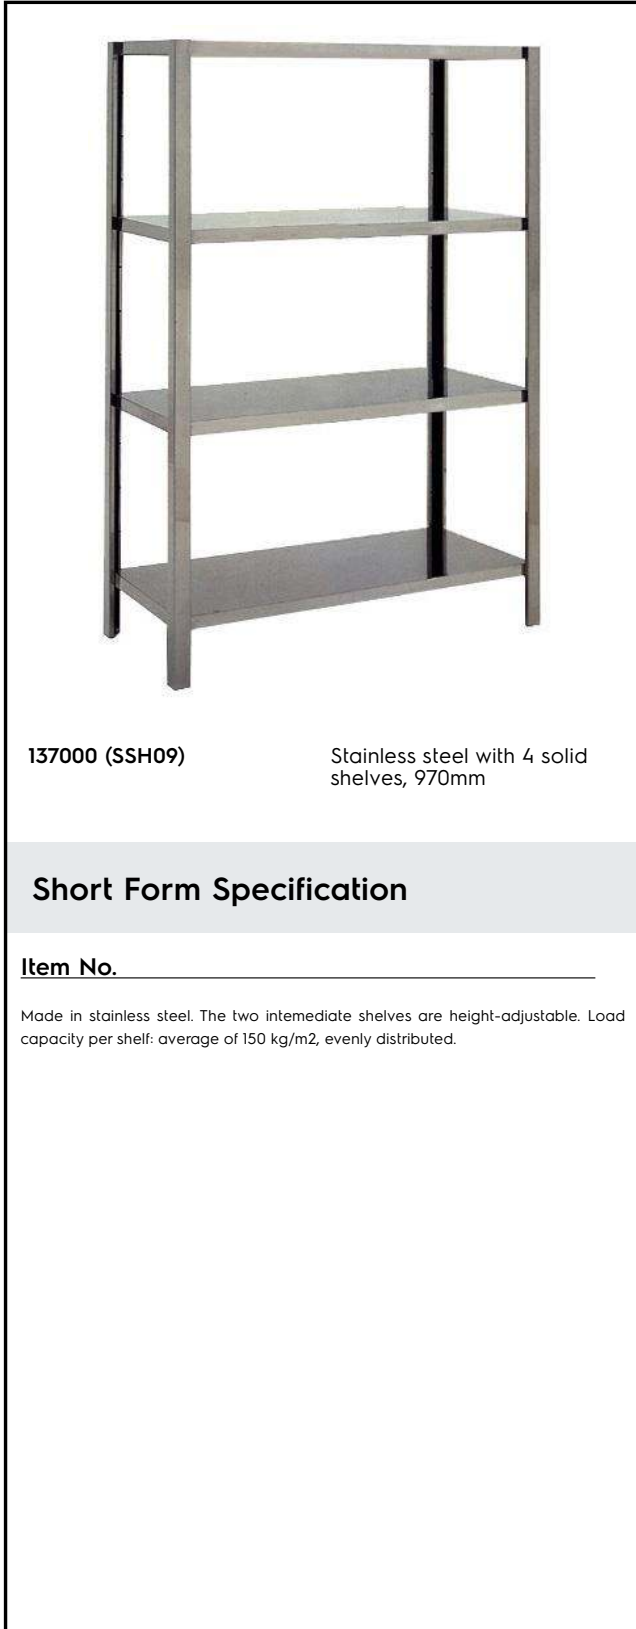 137000 (SSH09)
Stainless steel with 4 solid
shelves, 970mm
Short Form Specification
Item No.
Made in stainless steel. The two intemediate shelves are height-adjustable. Load
capacity per shelf: average of 150 kg/m2, evenly distributed.